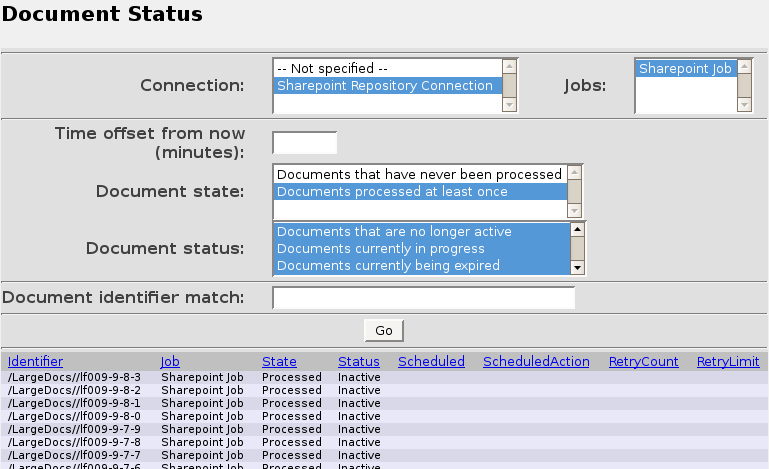 Document Status
Connection:
-- Not specified --
Sharepoint Repository Connection
Jobs:
Sharepoint Job
Time offset from now
(minutes):
Document state:
Documents that have never been processed
Documents processed at least once
Document status:
Documents that are no longer active
Documents currently in progress
Documents currently being expired
Document identifier match:
Go
Identifier Job State Status Scheduled ScheduledAction RetryCount RetryLimit
/LargeDocs//lf009-9-8-3 Sharepoint Job Processed Inactive
/LargeDocs//lf009-9-8-2 Sharepoint Job Processed Inactive
/LargeDocs//lf009-9-8-1 Sharepoint Job Processed Inactive
/LargeDocs//lf009-9-8-0 Sharepoint Job Processed Inactive
/LargeDocs//lf009-9-7-9 Sharepoint Job Processed Inactive
/LargeDocs//lf009-9-7-8 Sharepoint Job Processed Inactive
/LargeDocs//lf009-9-7-7 Sharepoint Job Processed Inactive
/LargeDocs//lf009-9-7-6 Sharepoint Job Processed Inactive